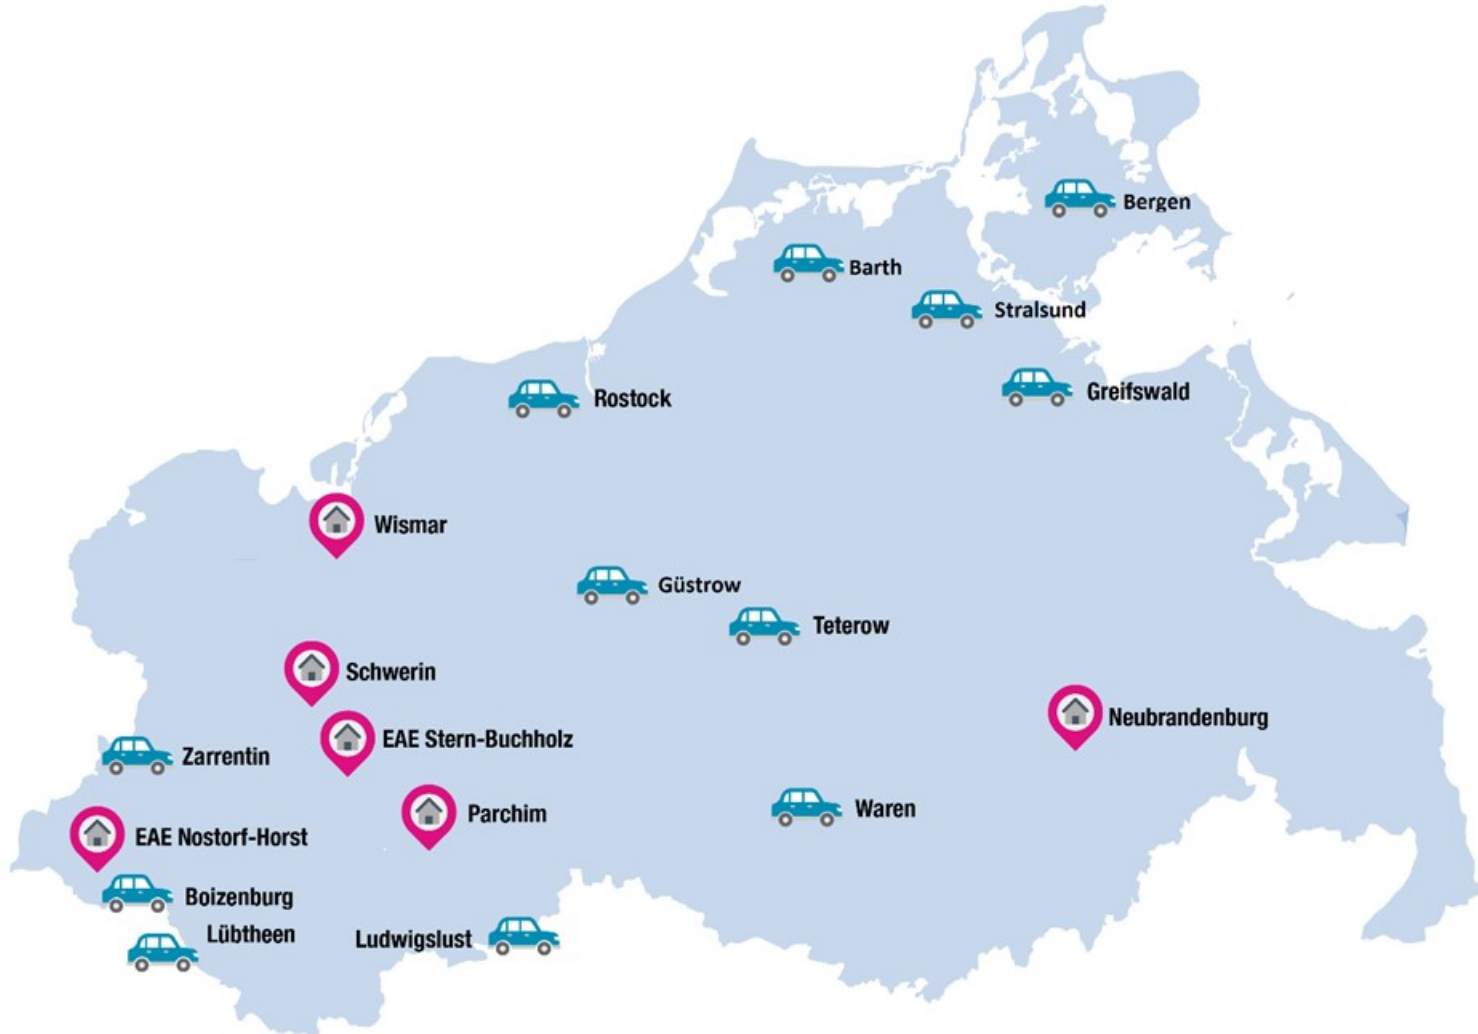 Bergen
Barth
Stralsund
Greifswald
Rostock
Wismar
Güstrow
Teterow
Schwerin
Neubrandenburg
EAE Stern-Buchholz
Zarrentin
Waren
Parchim
EAE Nostorf-Horst
Boizenburg
Lübtheen
Ludwigslust